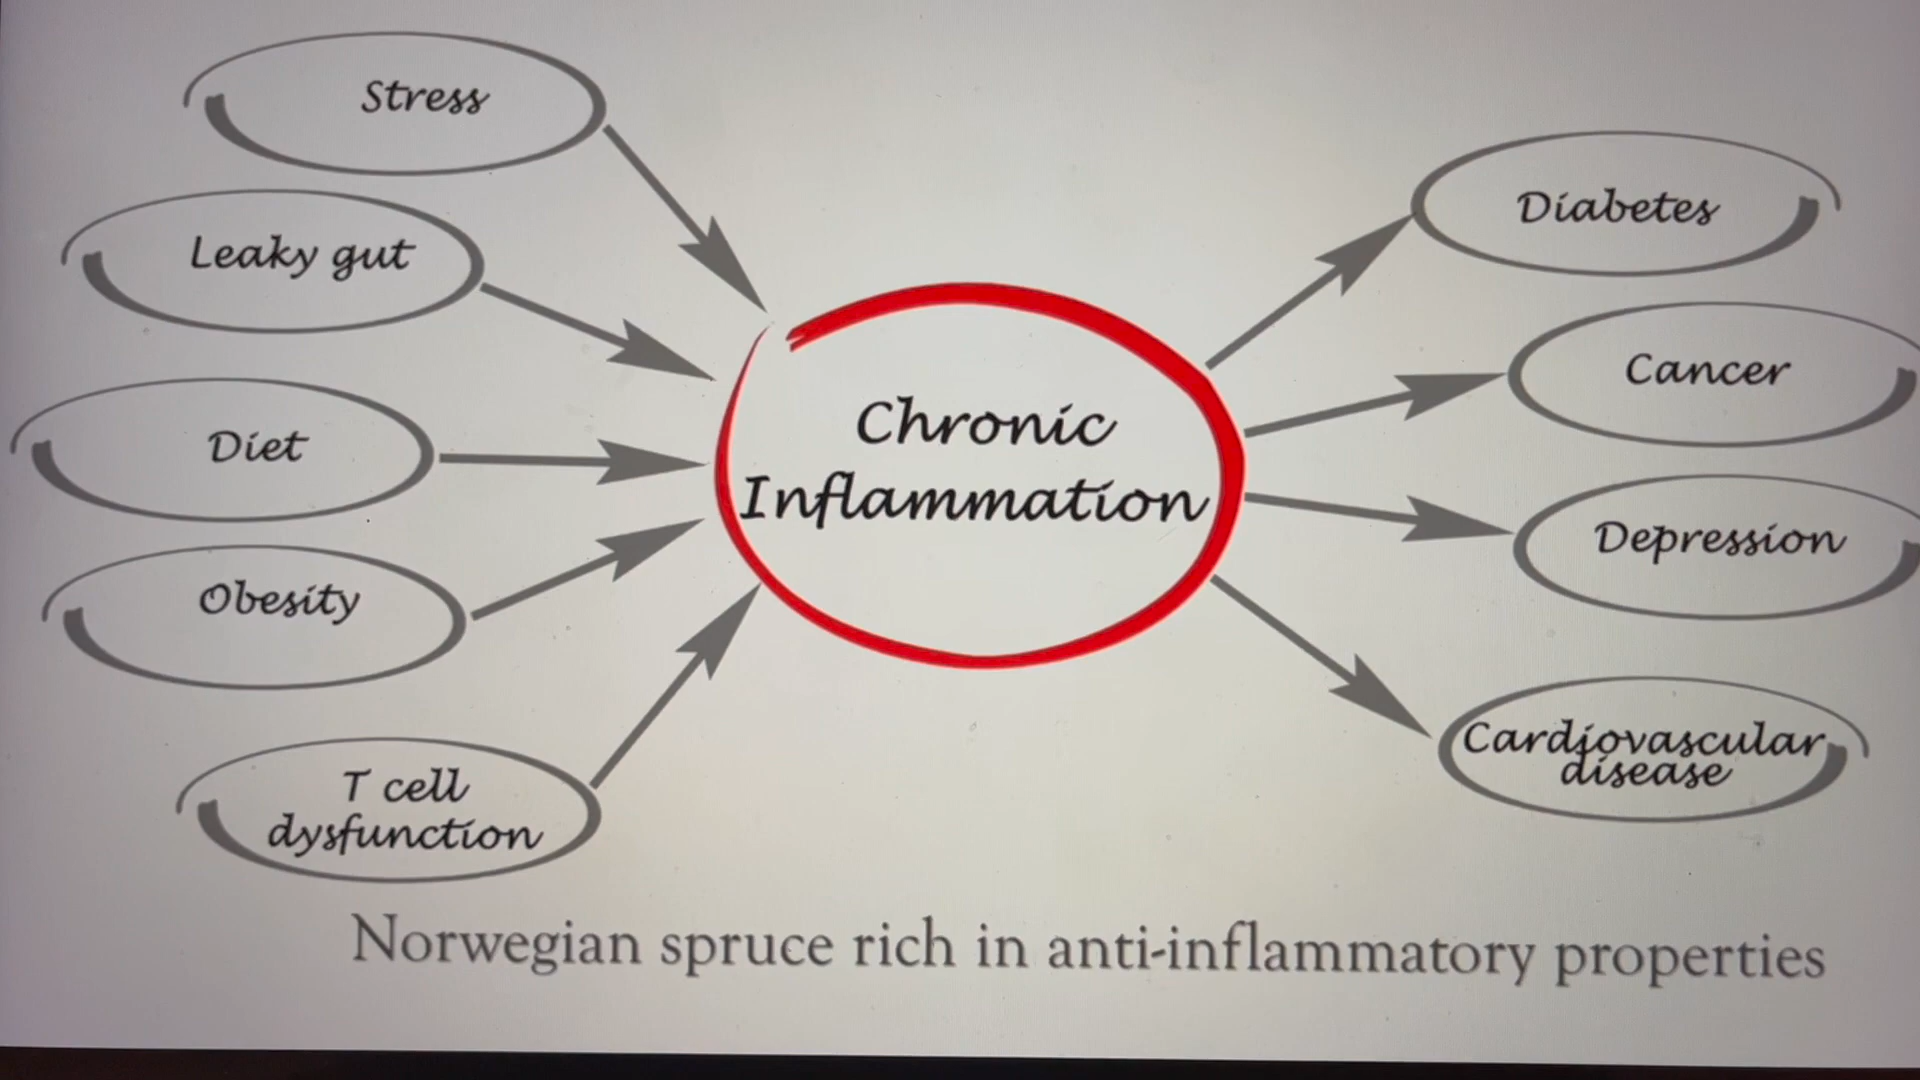 Stress
Leaky gut
Diet
Obesity
T cell
dysfunction
Chronic
Inflammation
Diabetes
Cancer
Depression
Cardiovascular
disease
Norwegian spruce rich in anti-inflammatory properties